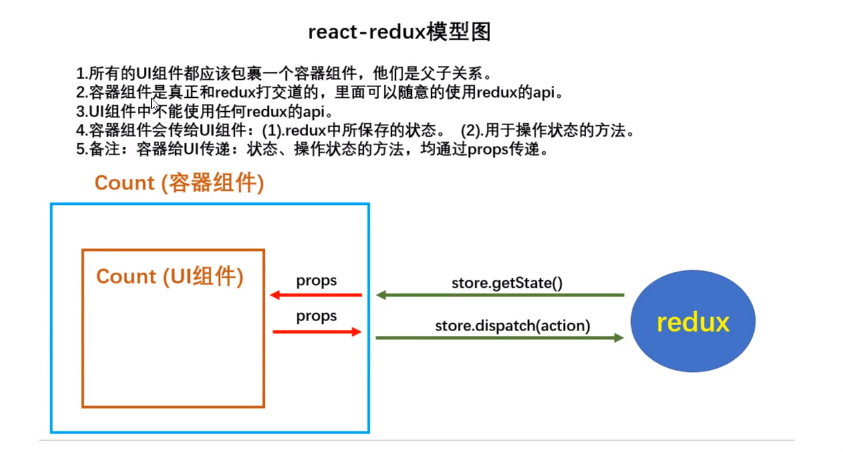 react-redux模型图
1.所有的UI组件都应该包裹一个容器组件，他们是父子关系。
2.容器组件是真正和redux打交道的，里面可以随意的使用redux的api。
3.UI组件中不能使用任何redux的api。
4.容器组件会传给UI组件：(1).redux中所保存的状态。 (2).用于操作状态的方法。
5.备注：容器给UI传递：状态、操作状态的方法，均通过props传递。
Count (容器组件)
Count (UI组件)
props
store.getState()
props
store.dispatch(action)
redux